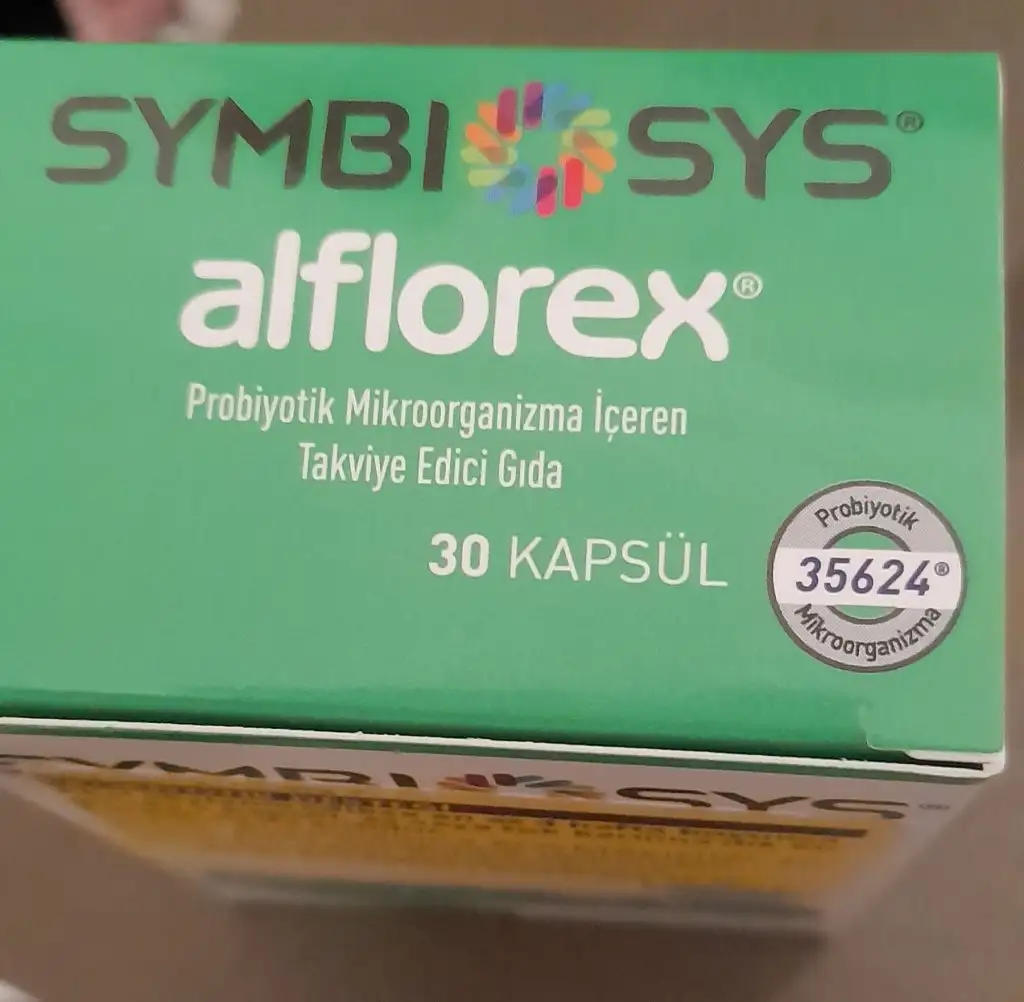 SYMBIOSYS®
alflorex®
Probiyotik Mikroorganizma İçeren
Takviye Edici Gıda
30 KAPSÜL
Probiyotik
35624®
Mikroorganizma
SYMBIOSYS®